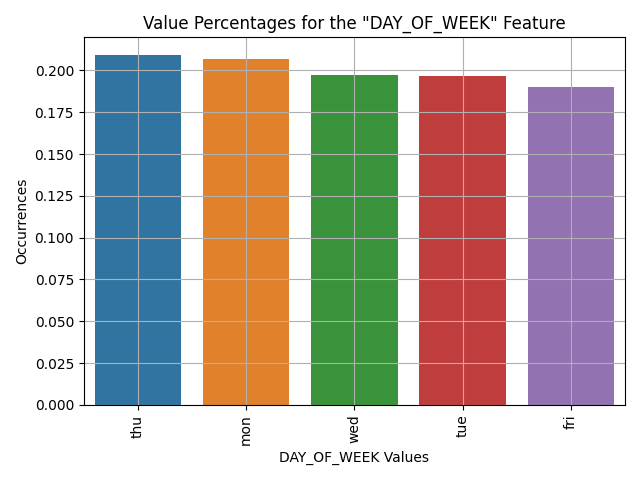 Value Percentages for the "DAY_OF_WEEK" Feature
Occurrences
0.200
0.175
0.150
0.125
0.100
0.075
0.050
0.025
0.000
thu
mon
wed
tue
fri
DAY_OF_WEEK Values